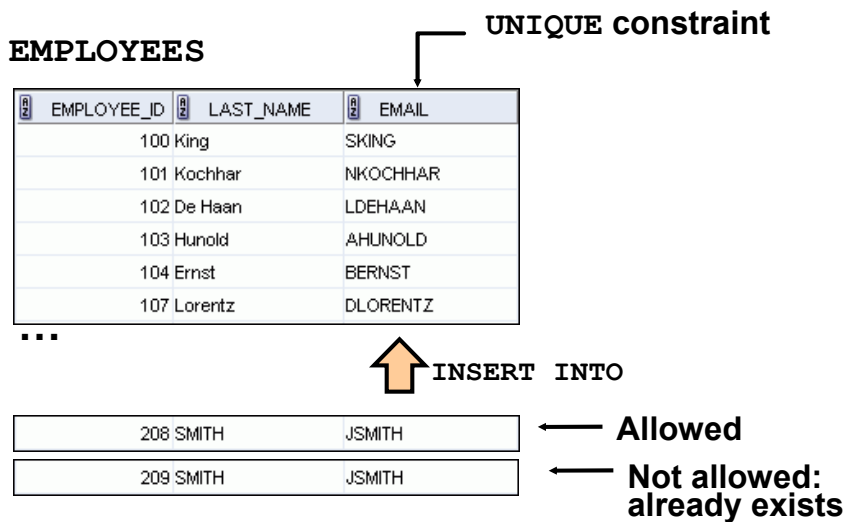 UNIQUE constraint
EMPLOYEES
EMPLOYEE_ID LAST_NAME EMAIL
100 King SKING
101 Kochhar NKOCHHAR
102 De Haan LDEHAAN
103 Hunold AHUNOLD
104 Ernst BERNST
107 Lorentz DLORENTZ
...
INSERT INTO
208 SMITH JSMITH
Allowed
209 SMITH JSMITH
Not allowed:
already exists